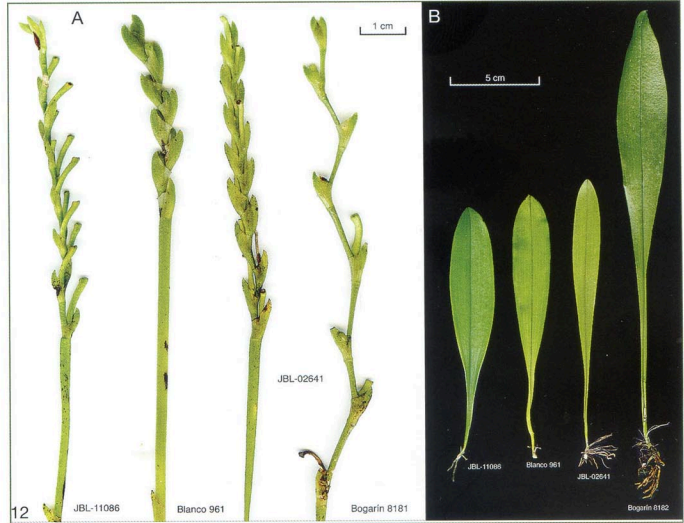 A
1 cm
JBL-02641
12
JBL-11086
Blanco 961
Bogarín 8181
B
5 cm
JBL-11086
Blanco 961
JBL-02641
Bogarín 8182